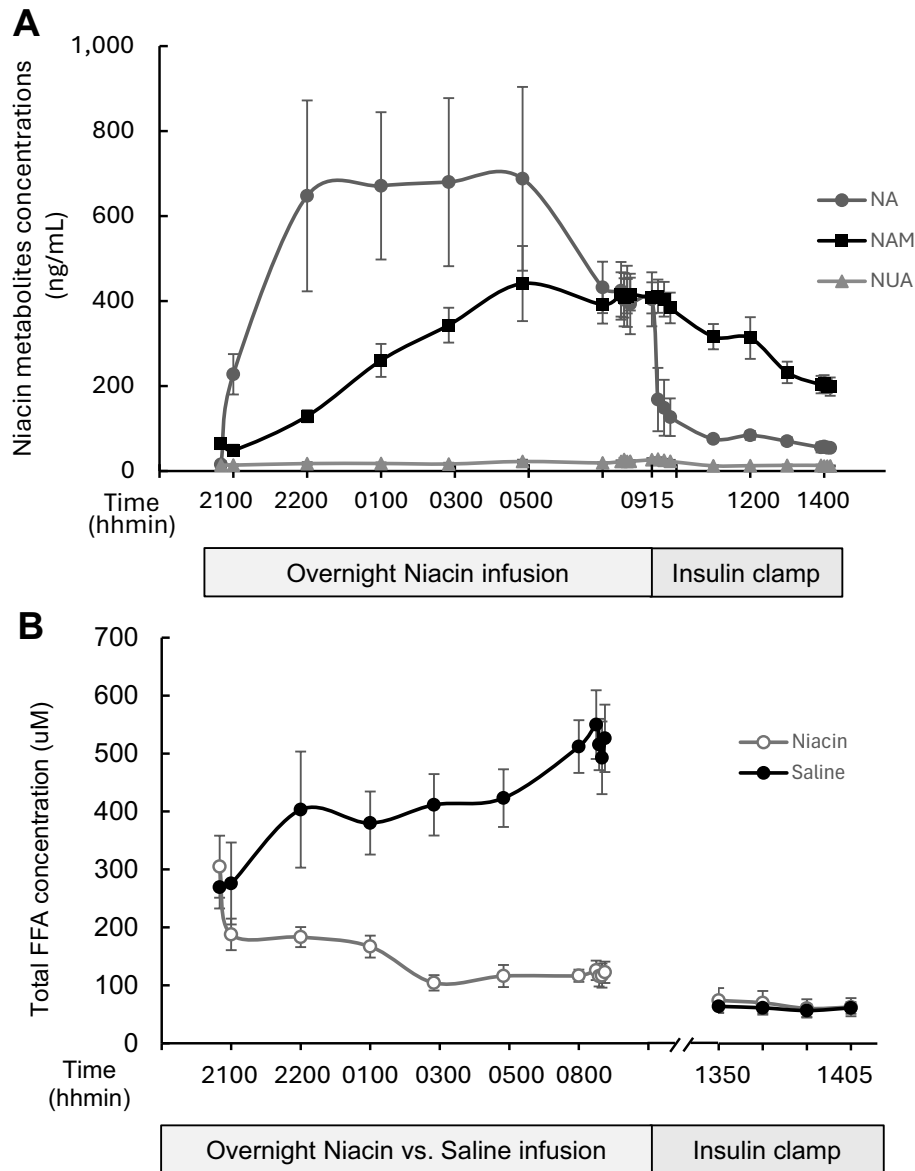 A
Niacin metabolites concentrations
(ng/mL)
1,000
800
600
400
200
0
NA
NAM
NUA
Time
(hhmin)
2100 2200 0100 0300 0500 0915 1200 1400
Overnight Niacin infusion Insulin clamp
B
Total FFA concentration (uM)
700
600
500
400
300
200
100
0
Niacin
Saline
Time
(hhmin)
2100 2200 0100 0300 0500 0800 1350 1405
Overnight Niacin vs. Saline infusion Insulin clamp